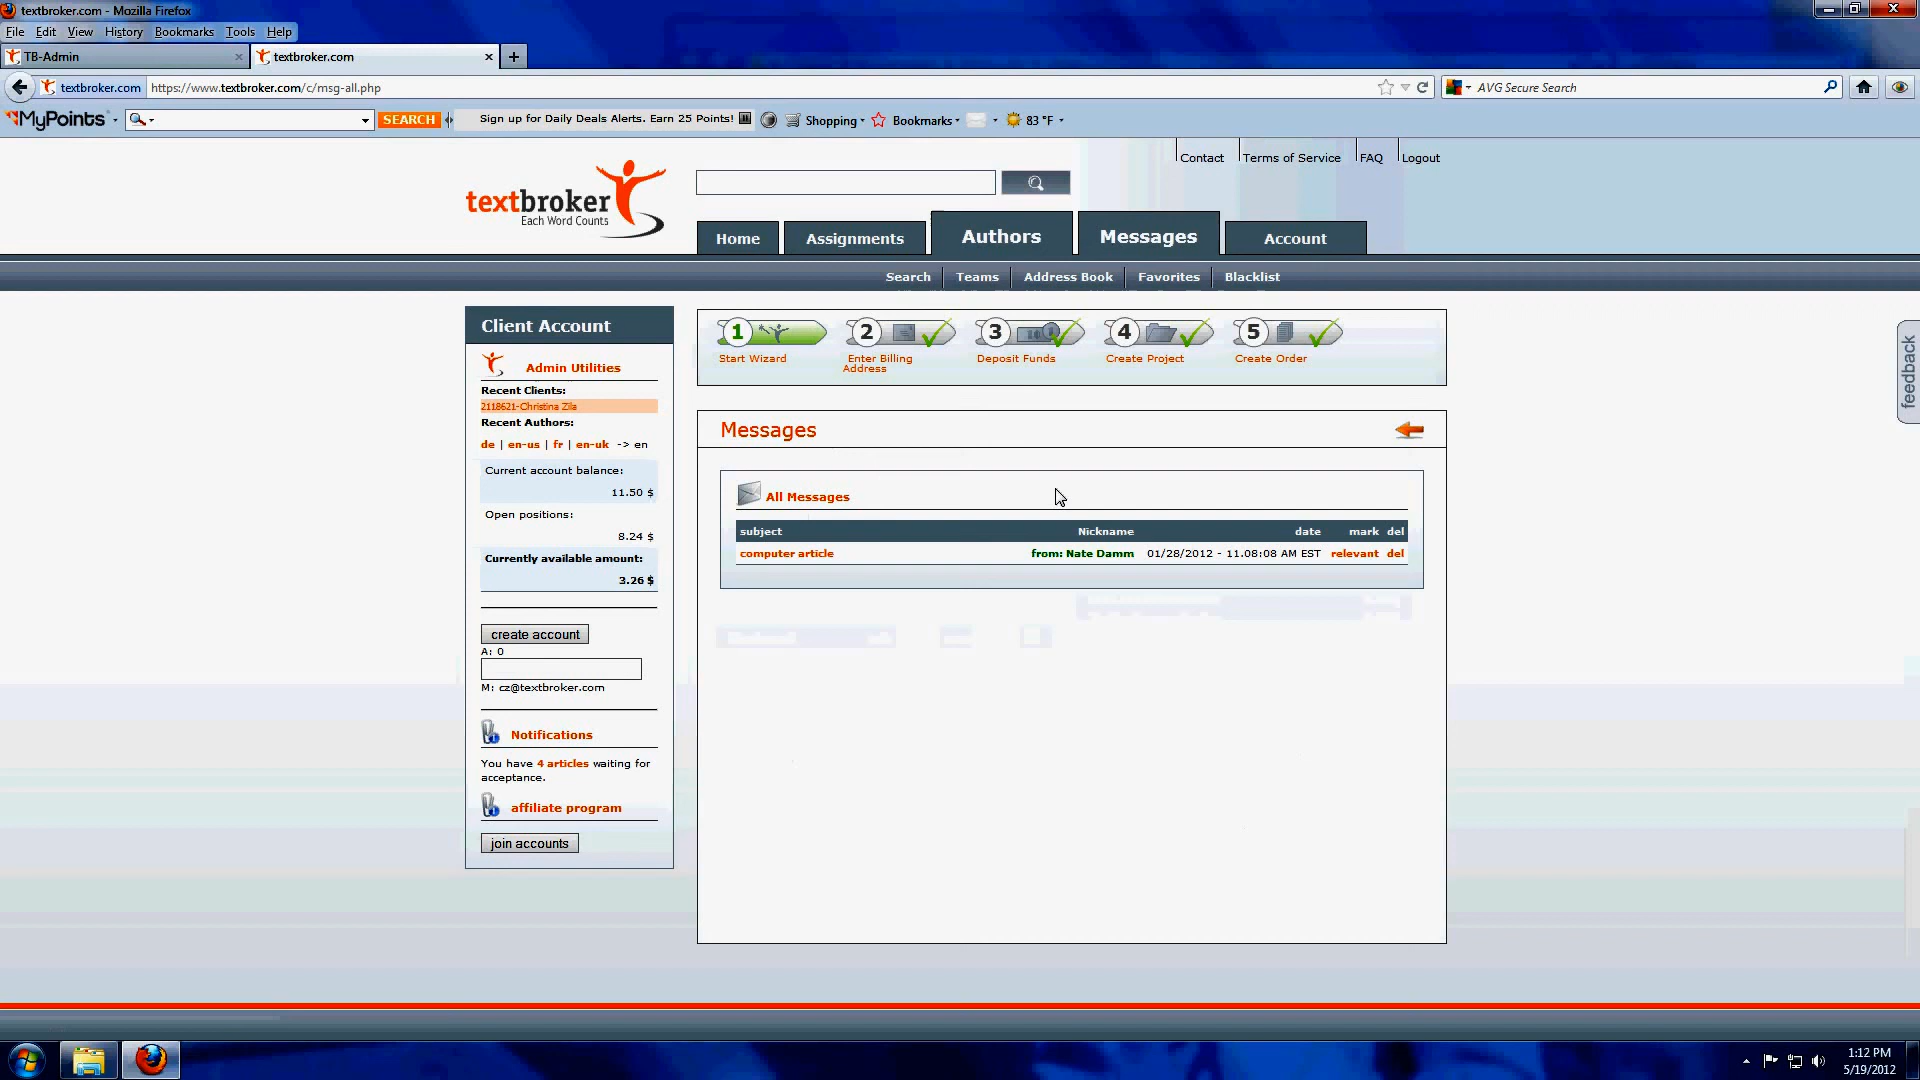 textbroker.com - Mozilla Firefox
File Edit View History Bookmarks Tools Help
TB-Admin
textbroker.com
textbroker.com https://www.textbroker.com/c/msg-all.php
AVG Secure Search
MyPoints
SEARCH
Sign up for Daily Deals Alerts. Earn 25 Points!
Shopping
Bookmarks
83 °F
Contact
Terms of Service
FAQ
Logout
textbroker
Each Word Counts
Home
Assignments
Authors
Messages
Account
Search
Teams
Address Book
Favorites
Blacklist
Client Account
Admin Utilities
Recent Clients:
2118621-Christina Zila
Recent Authors:
de | en-us | fr | en-uk -> en
Current account balance:
11.50 $
Open positions:
8.24 $
Currently available amount:
3.26 $
create account
A: 0
M: cz@textbroker.com
Notifications
You have 4 articles waiting for
acceptance.
affiliate program
join accounts
1
Start Wizard
2
Enter Billing
Address
3
Deposit Funds
4
Create Project
5
Create Order
Messages
All Messages
subject Nickname date mark del
computer article from: Nate Damm 01/28/2012 - 11.08:08 AM EST relevant del
feedback
1:12 PM
5/19/2012